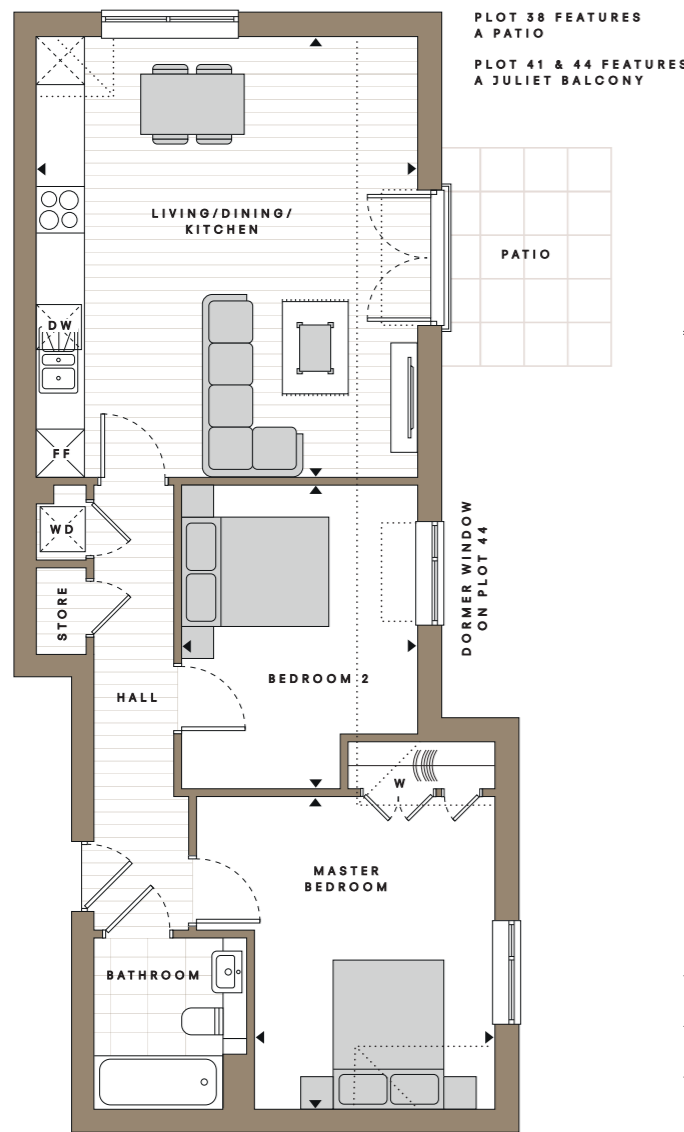 PLOT 38 FEATURES
A PATIO
PLOT 41 & 44 FEATURES
A JULIET BALCONY
LIVING/DINING/
KITCHEN
PATIO
DW
FF
WD
STORE
DORMER WINDOW
ON PLOT 44
HALL
BEDROOM 2
W
MASTER
BEDROOM
BATHROOM